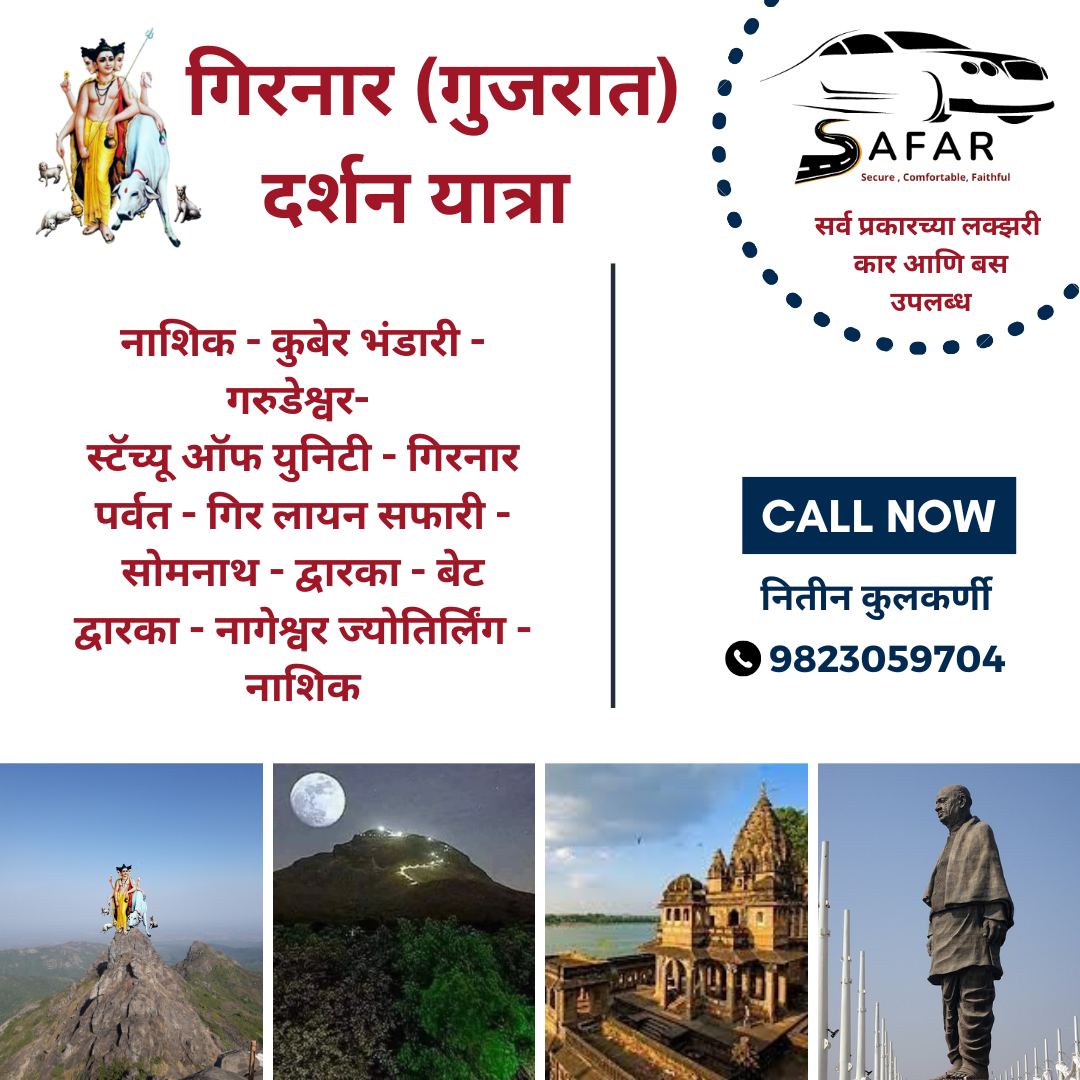 गिरनार (गुजरात)
दर्शन यात्रा
SAFAR
Secure , Comfortable, Faithful
सर्व प्रकारच्या लक्झरी
कार आणि बस
उपलब्ध
नाशिक - कुबेर भंडारी -
गरुडेश्वर-
स्टॅच्यू ऑफ युनिटी - गिरनार
पर्वत - गिर लायन सफारी -
सोमनाथ - द्वारका - बेट
द्वारका - नागेश्वर ज्योतिर्लिंग -
नाशिक
CALL NOW
नितीन कुलकर्णी
9823059704